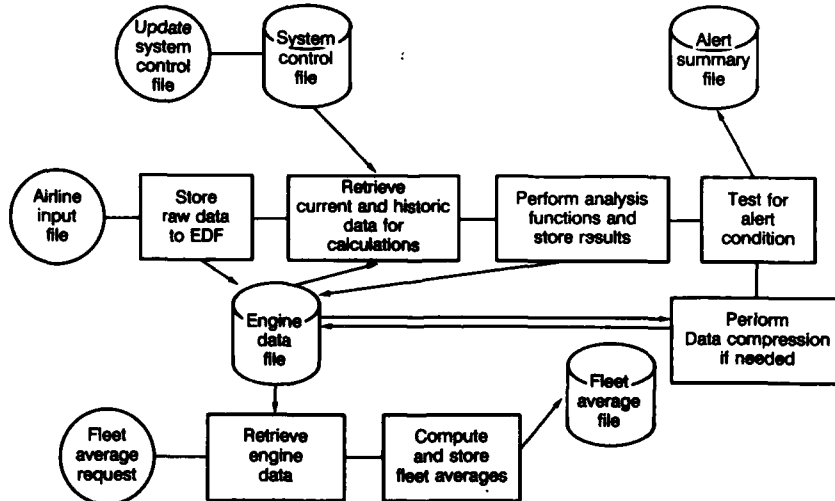 Update
system
control
file
System
control
file
Alert
summary
file
Airline
input
file
Store
raw data
to EDF
Retrieve
current and historic
data for
calculations
Perform analysis
functions and
store results
Test for
alert
condition
Engine
data
file
Perform
Data compression
if needed
Fleet
average
file
Fleet
average
request
Retrieve
engine
data
Compute
and store
fleet averages